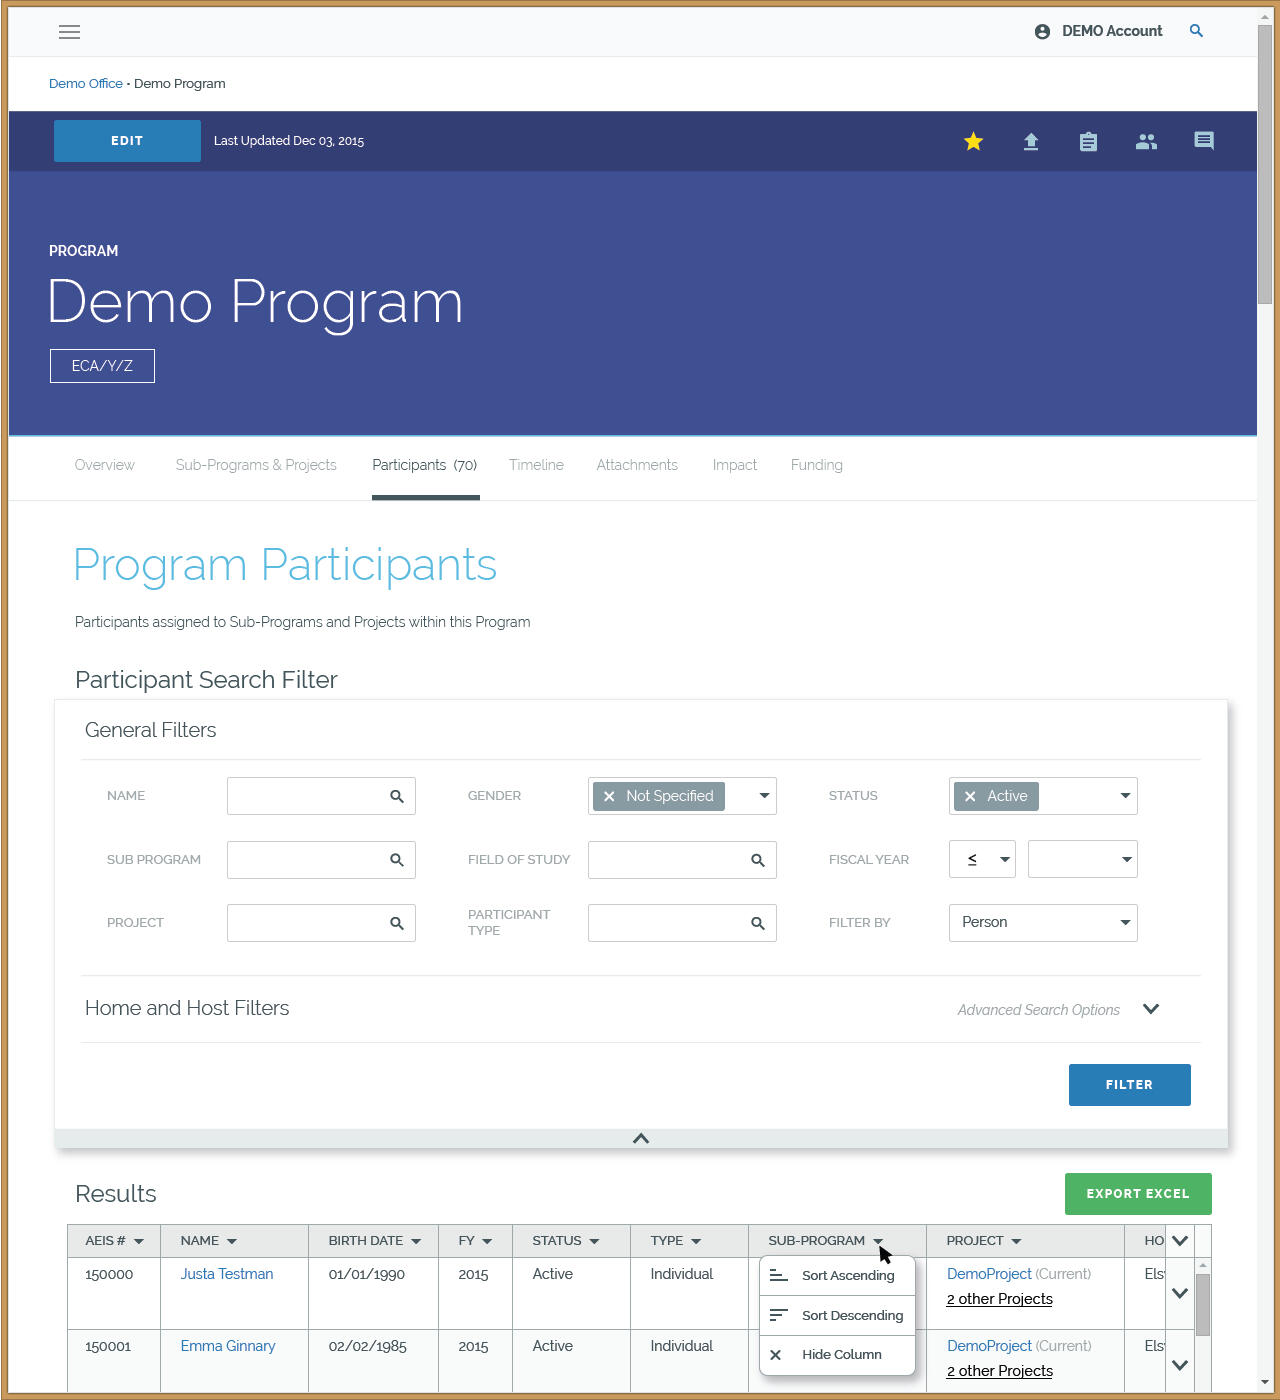 DEMO Account
Demo Office • Demo Program
EDIT Last Updated Dec 03, 2015
PROGRAM
Demo Program
ECA/Y/Z
Overview Sub-Programs & Projects Participants (70) Timeline Attachments Impact Funding
Program Participants
Participants assigned to Sub-Programs and Projects within this Program
Participant Search Filter
General Filters
NAME GENDER × Not Specified STATUS × Active
SUB PROGRAM FIELD OF STUDY FISCAL YEAR ≤
PROJECT PARTICIPANT TYPE FILTER BY Person
Home and Host Filters Advanced Search Options
FILTER
Results EXPORT EXCEL
AEIS # NAME BIRTH DATE FY STATUS TYPE SUB-PROGRAM PROJECT HO
150000 Justa Testman 01/01/1990 2015 Active Individual DemoProject (Current) Els
Sort Ascending
2 other Projects
Sort Descending
150001 Emma Ginnary 02/02/1985 2015 Active Individual DemoProject (Current) Els
Hide Column
2 other Projects